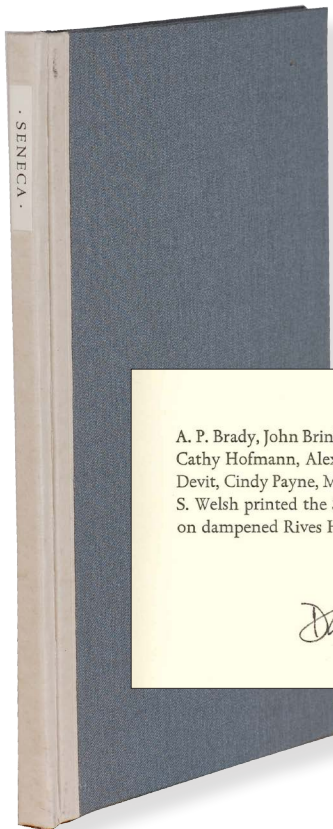 · SENECA ·
A. P. Brady, John Brin
Cathy Hofmann, Alex
Devit, Cindy Payne, M
S. Welsh printed the
on dampened Rives